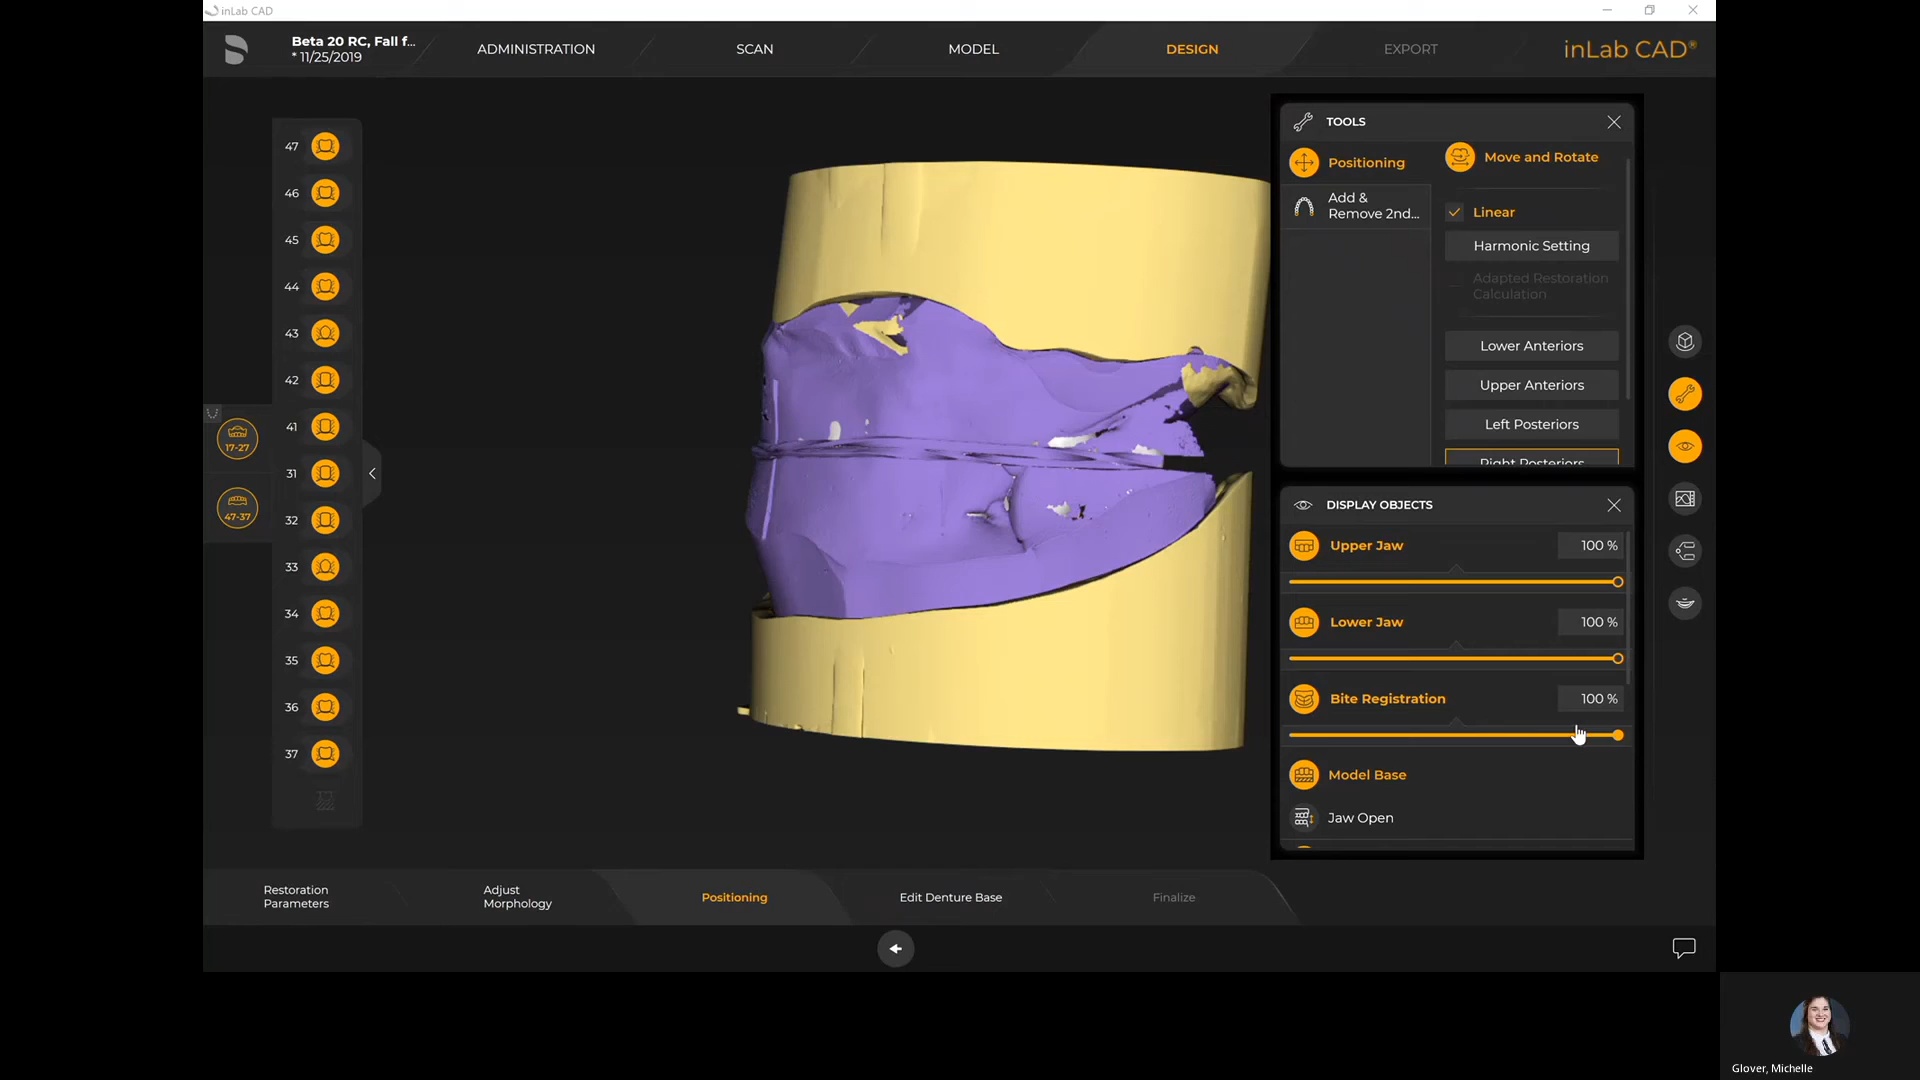 inLab CAD
Beta 20 RC, Fall f...
* 11/25/2019
ADMINISTRATION
SCAN
MODEL
DESIGN
EXPORT
inLab CAD®
47
46
45
44
43
42
41
31
32
33
34
35
36
37
17-27
47-37
TOOLS
Positioning
Add &
Remove 2nd...
Move and Rotate
Linear
Harmonic Setting
Adapted Restoration
Calculation
Lower Anteriors
Upper Anteriors
Left Posteriors
Right Posteriors
DISPLAY OBJECTS
Upper Jaw
100 %
Lower Jaw
100 %
Bite Registration
100 %
Model Base
Jaw Open
Restoration
Parameters
Adjust
Morphology
Positioning
Edit Denture Base
Finalize
Glover, Michelle